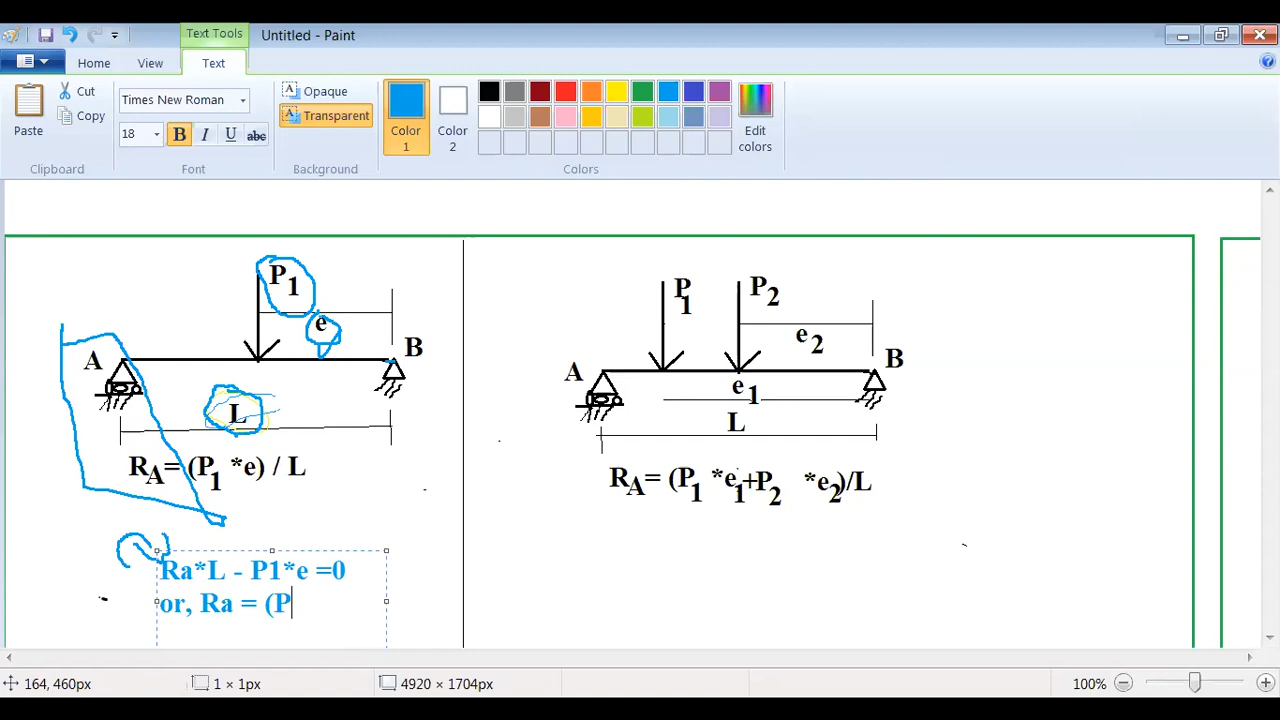 Text Tools
Untitled - Paint
Home
View
Text
Paste
Cut
Copy
Times New Roman
18
B
I
U
abc
A
Opaque
A
Transparent
Color
1
Color
2
Edit
colors
Clipboard
Font
Background
Colors
P1
e
A
B
L
RA= (P1 *e) / L
Ra*L - P1*e =0
or, Ra = (P
P1
P2
e2
A
B
e1
L
RA= (P1 *e1+P2 *e2)/L
164, 460px
1 × 1px
4920 × 1704px
100%